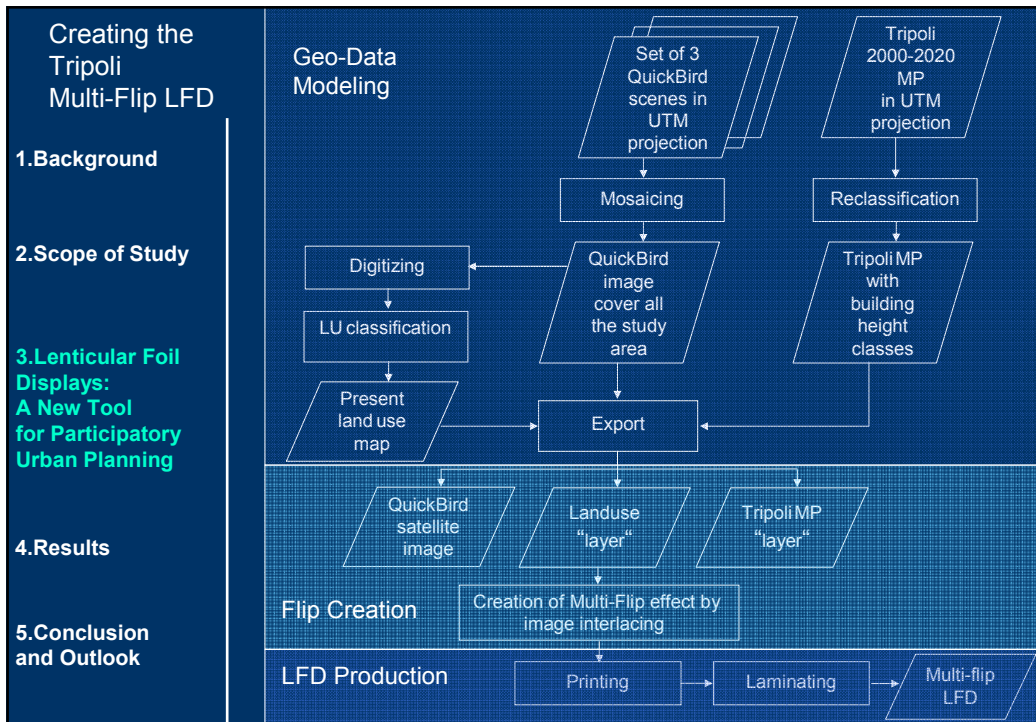 Creating the
Tripoli
Multi-Flip LFD
1.Background
2.Scope of Study
3.Lenticular Foil
Displays:
A New Tool
for Participatory
Urban Planning
4.Results
5.Conclusion
and Outlook
Geo-Data
Modeling
Set of 3
QuickBird
scenes in
UTM
projection
Tripoli
2000-2020
MP
in UTM
projection
Mosaicing
Reclassification
Digitizing
QuickBird
image
cover all
the study
area
Tripoli MP
with
building
height
classes
LU classification
Present
land use
map
Export
QuickBird
satellite
image
Landuse
“layer“
Tripoli MP
“layer“
Flip Creation
Creation of Multi-Flip effect by
image interlacing
LFD Production
Printing
Laminating
Multi-flip
LFD